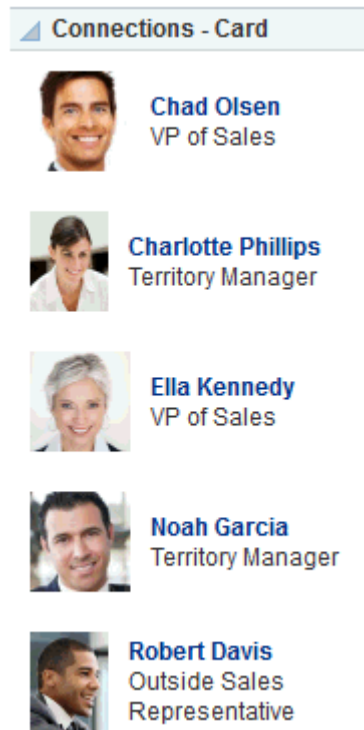 Connections - Card
Chad Olsen
VP of Sales
Charlotte Phillips
Territory Manager
Ella Kennedy
VP of Sales
Noah Garcia
Territory Manager
Robert Davis
Outside Sales
Representative